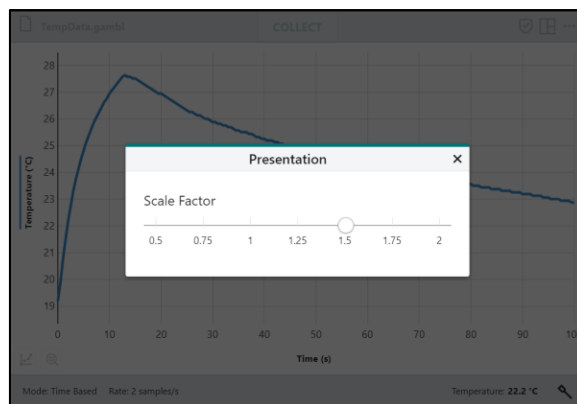 TempData.gambl
COLLECT
28
27
26
25
24
23
22
21
20
19
Temperature (°C)
Presentation ×
Scale Factor
0.5 0.75 1 1.25 1.5 1.75 2
0 10 20 30 40 50 60 70 80 90 100
Time (s)
Mode: Time Based Rate: 2 samples/s
Temperature: 22.2 °C